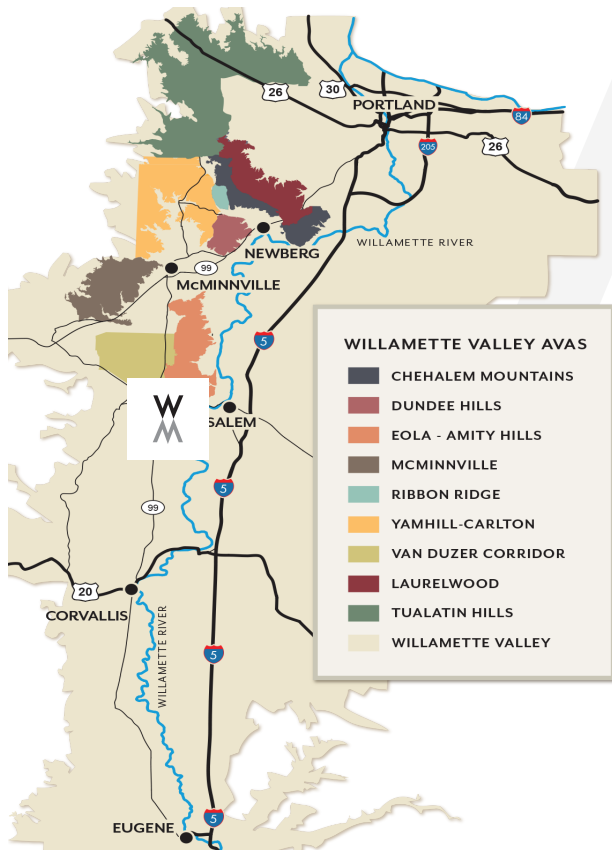 26
30
PORTLAND
84
205
26
WILLAMETTE RIVER
NEWBERG
99
McMINNVILLE
5
WILLAMETTE VALLEY AVAS
CHEHALEM MOUNTAINS
DUNDEE HILLS
EOLA - AMITY HILLS
MCMINNVILLE
RIBBON RIDGE
YAMHILL-CARLTON
VAN DUZER CORRIDOR
LAURELWOOD
TUALATIN HILLS
WILLAMETTE VALLEY
W
SALEM
5
99
20
CORVALLIS
WILLAMETTE RIVER
5
5
EUGENE